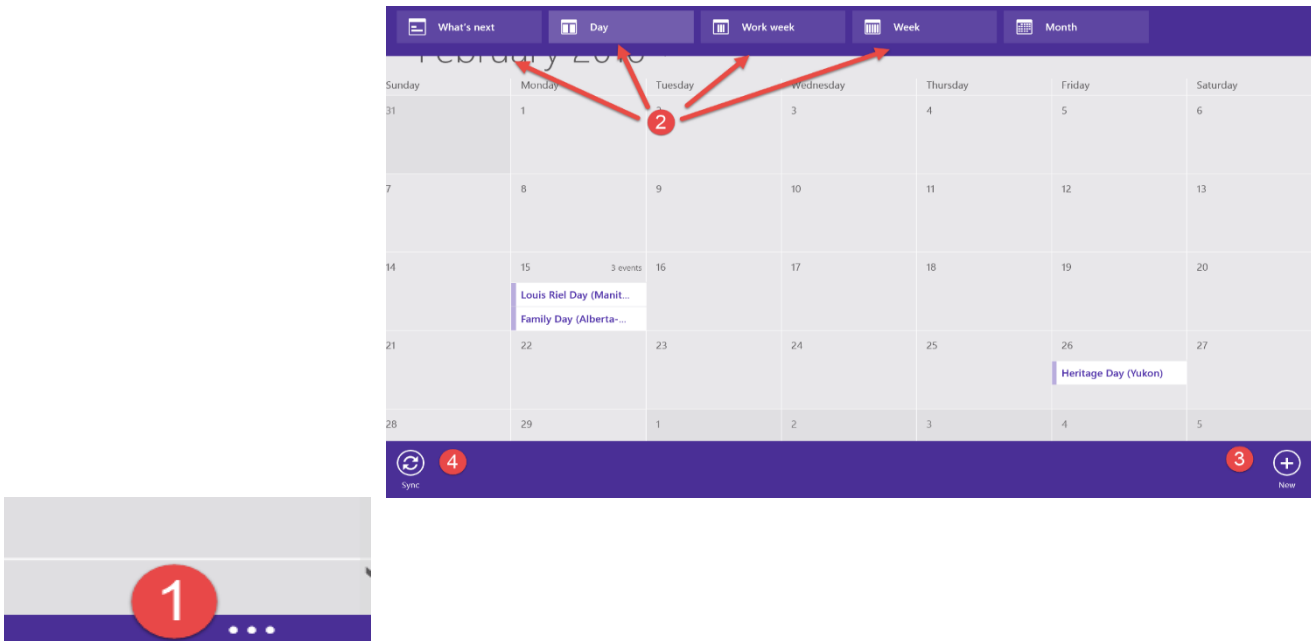 What's next Day Work week Week Month
February 2016
Sunday Monday Tuesday Wednesday Thursday Friday Saturday
2
31 1 2 3 4 5 6
7 8 9 10 11 12 13
14 15 3 events 16 17 18 19 20
Louis Riel Day (Manit...
Family Day (Alberta-...
21 22 23 24 25 26 27
Heritage Day (Yukon)
28 29 1 2 3 4 5
4 3
Sync New
1